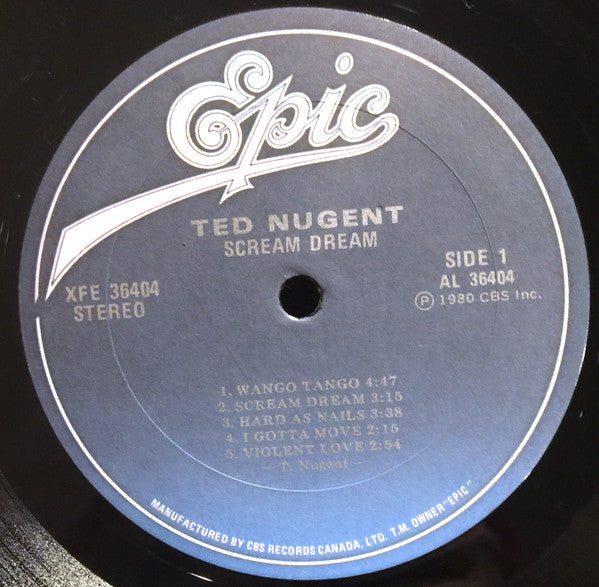 Epic
TED NUGENT
SCREAM DREAM
XFE 36404
STEREO
SIDE 1
AL 36404
Ⓟ 1980 CBS Inc.
1. WANGO TANGO 4:47
2. SCREAM DREAM 3:15
3. HARD AS NAILS 3:38
4. I GOTTA MOVE 2:15
5. VIOLENT LOVE 2:54
— T. Nugent —
MANUFACTURED BY CBS RECORDS CANADA, LTD. T.M. OWNER "EPIC"